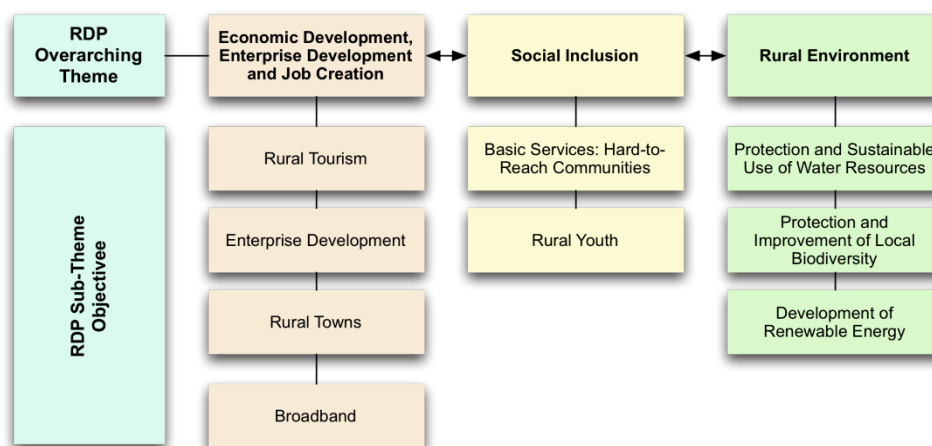 RDP
Overarching
Theme
Economic Development,
Enterprise Development
and Job Creation
Social Inclusion
Rural Environment
RDP Sub-Theme
Objectivee
Rural Tourism
Enterprise Development
Rural Towns
Broadband
Basic Services: Hard-to-
Reach Communities
Rural Youth
Protection and Sustainable
Use of Water Resources
Protection and
Improvement of Local
Biodiversity
Development of
Renewable Energy